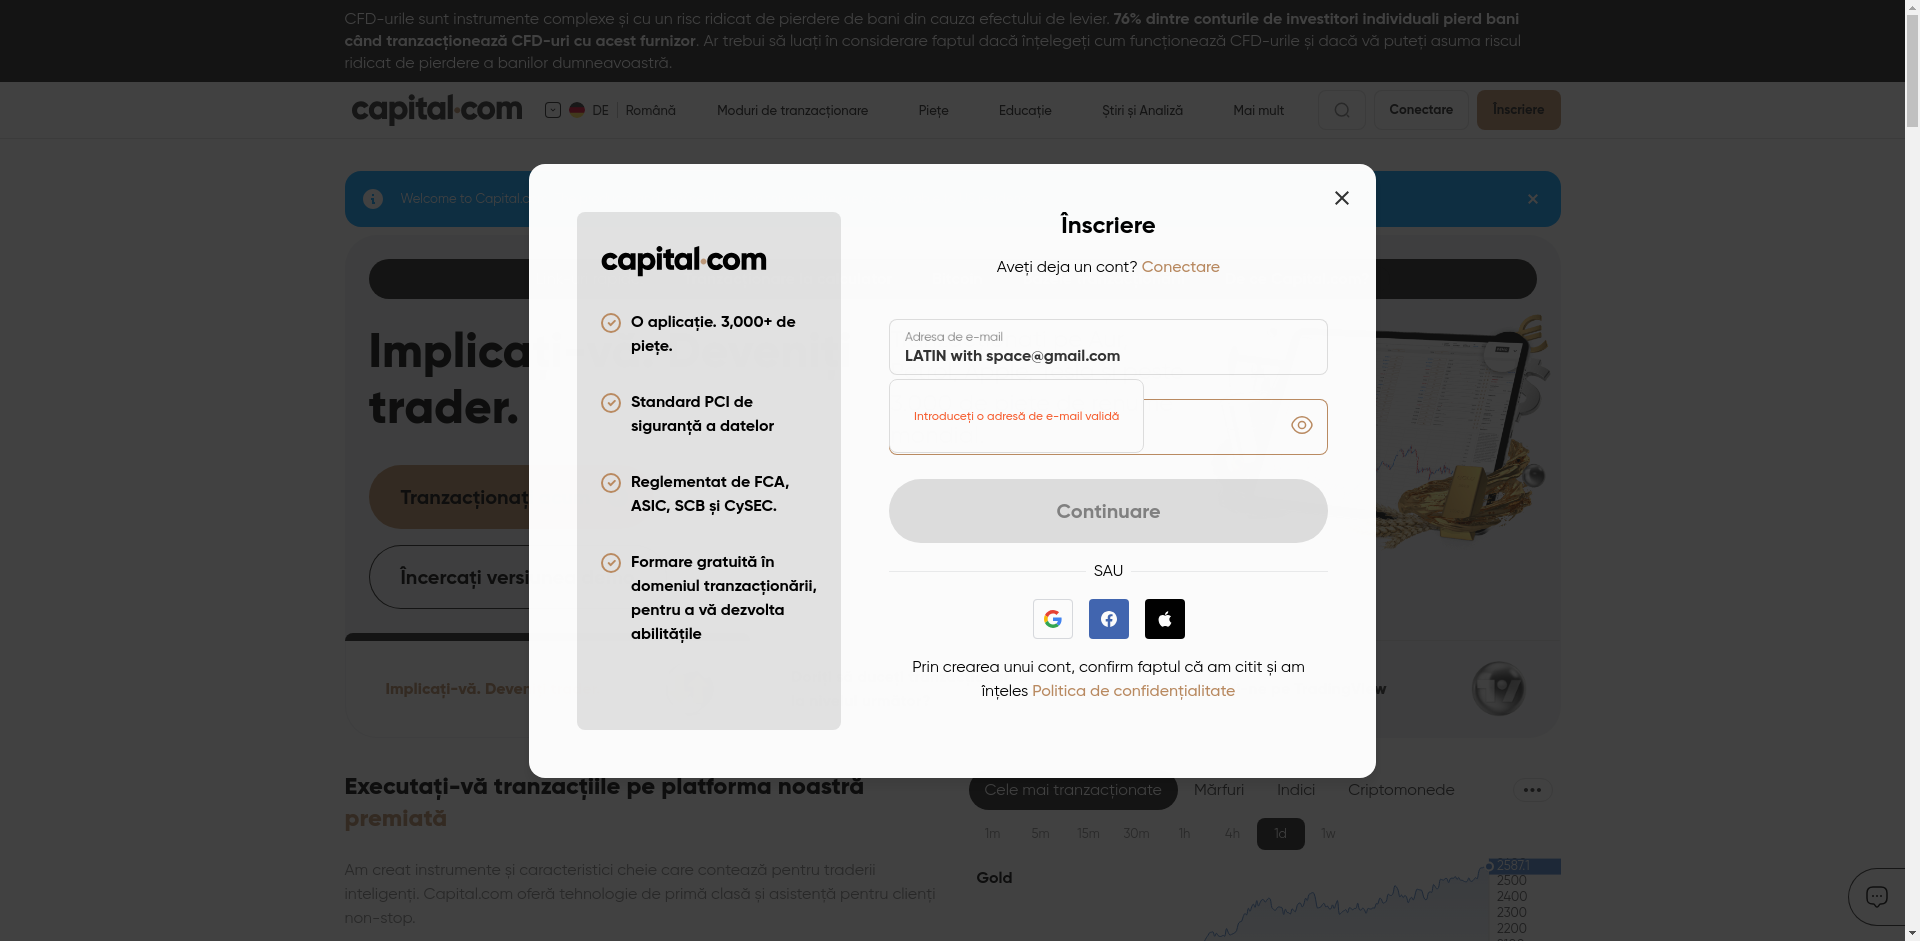 CFD-urile sunt instrumente complexe și cu un risc ridicat de pierdere de bani din cauza efectului de levier. 76% dintre conturile de investitori individuali pierd bani
când tranzacționează CFD-uri cu acest furnizor. Ar trebui să luați în considerare faptul dacă înțelegeți cum funcționează CFD-urile și dacă vă puteți asuma riscul
ridicat de pierdere a banilor dumneavoastră.
capital.com
DE
Română
Moduri de tranzacționare
Piețe
Educație
Știri și Analiză
Mai mult
Conectare
Înscriere
Welcome to Capital.c
Implica
trader.
Tranzacționaț
Încercați versi
Implicați-vă. Dever
w
capital.com
O aplicație. 3,000+ de
piețe.
Standard PCI de
siguranță a datelor
Reglementat de FCA,
ASIC, SCB și CySEC.
Formare gratuită în
domeniul tranzacționării,
pentru a vă dezvolta
abilitățile
Înscriere
Aveți deja un cont? Conectare
Adresa de e-mail
LATIN with space@gmail.com
Introduceți o adresă de e-mail validă
Continuare
SAU
Prin crearea unui cont, confirm faptul că am citit și am
înțeles Politica de confidențialitate
Executați-vă tranzacțiile pe platforma noastră
premiată
Am creat instrumente și caracteristici cheie care contează pentru traderii
inteligenți. Capital.com oferă tehnologie de primă clasă și asistență pentru clienți
non-stop.
Cele mai tranzacționate
Mărfuri
Indici
Criptomonede
1m
5m
15m
30m
1h
4h
1d
1w
Gold
2587.1
2500
2400
2300
2200